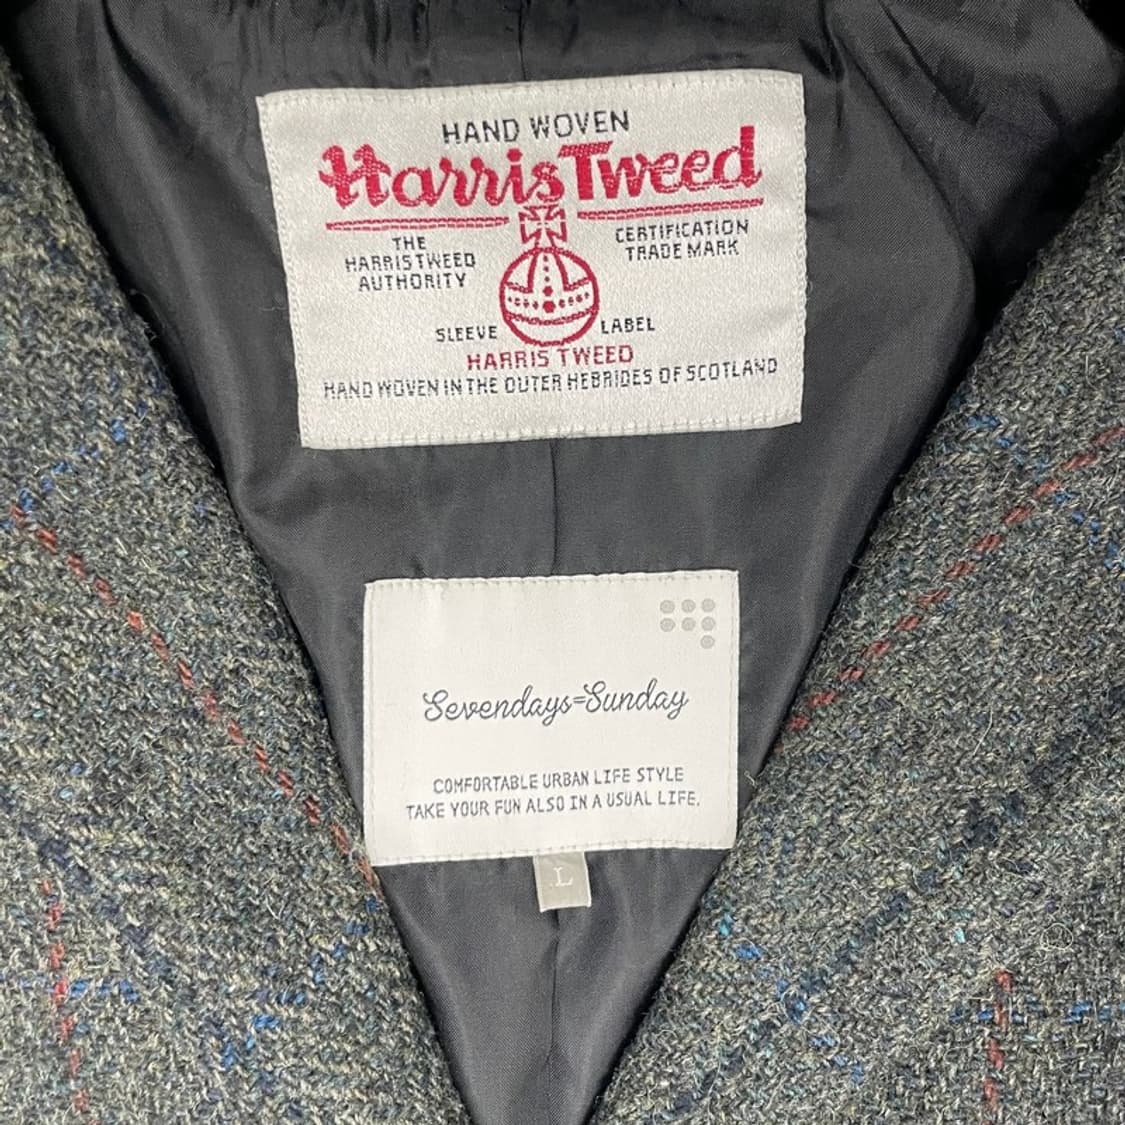 HAND WOVEN
Harris Tweed
THE
HARRIS TWEED
AUTHORITY
CERTIFICATION
TRADE MARK
SLEEVE LABEL
HARRIS TWEED
HAND WOVEN IN THE OUTER HEBRIDES OF SCOTLAND
Sevendays=Sunday
COMFORTABLE URBAN LIFE STYLE
TAKE YOUR FUN ALSO IN A USUAL LIFE.
L